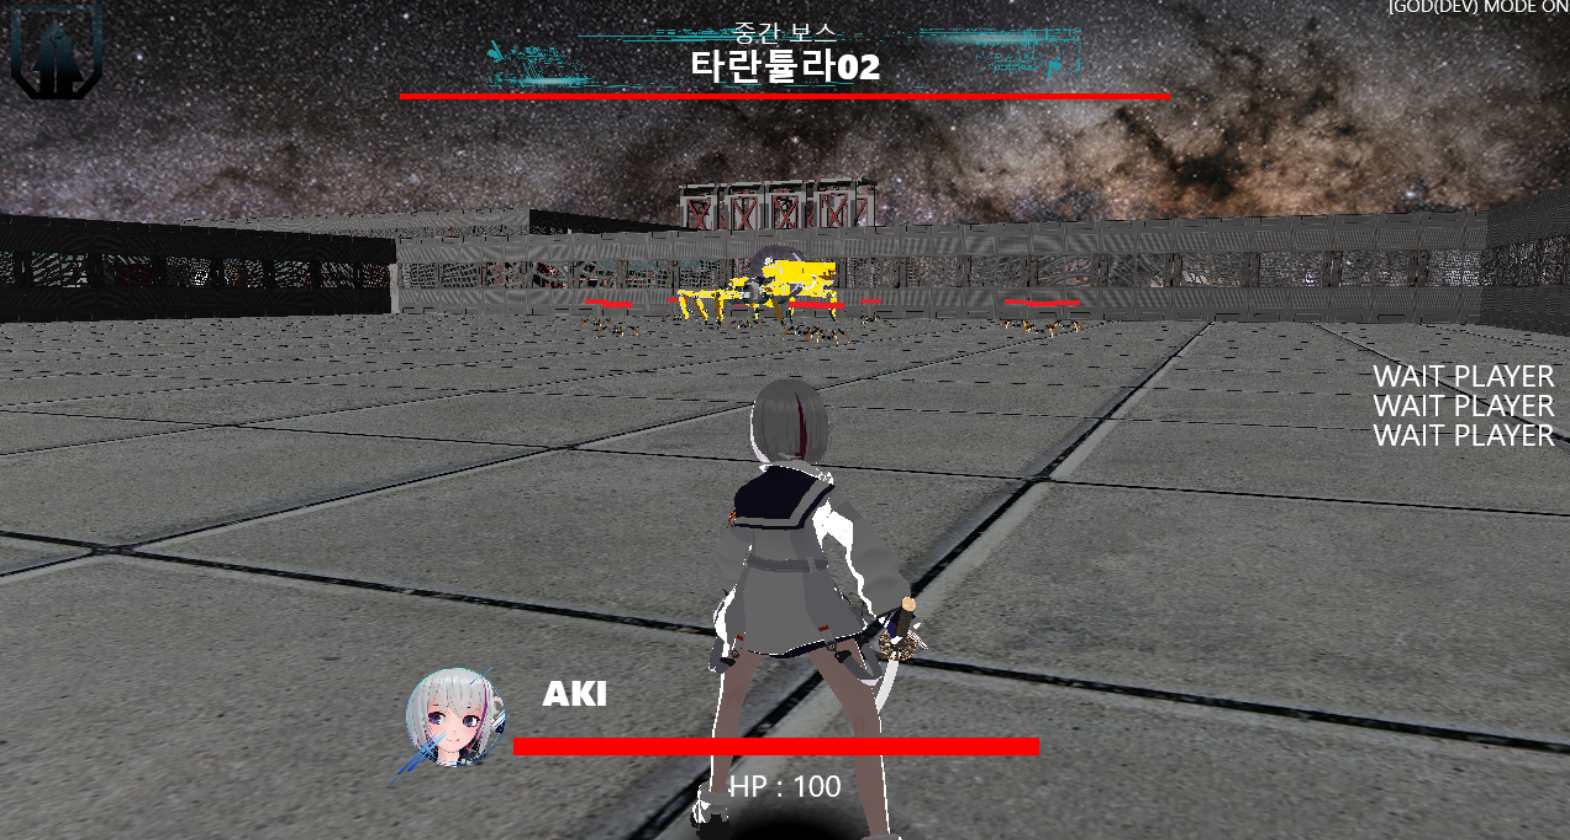 [GOD(DEV) MODE ON
중간 보스
타란튤라02
WAIT PLAYER
WAIT PLAYER
WAIT PLAYER
AKI
HP : 100